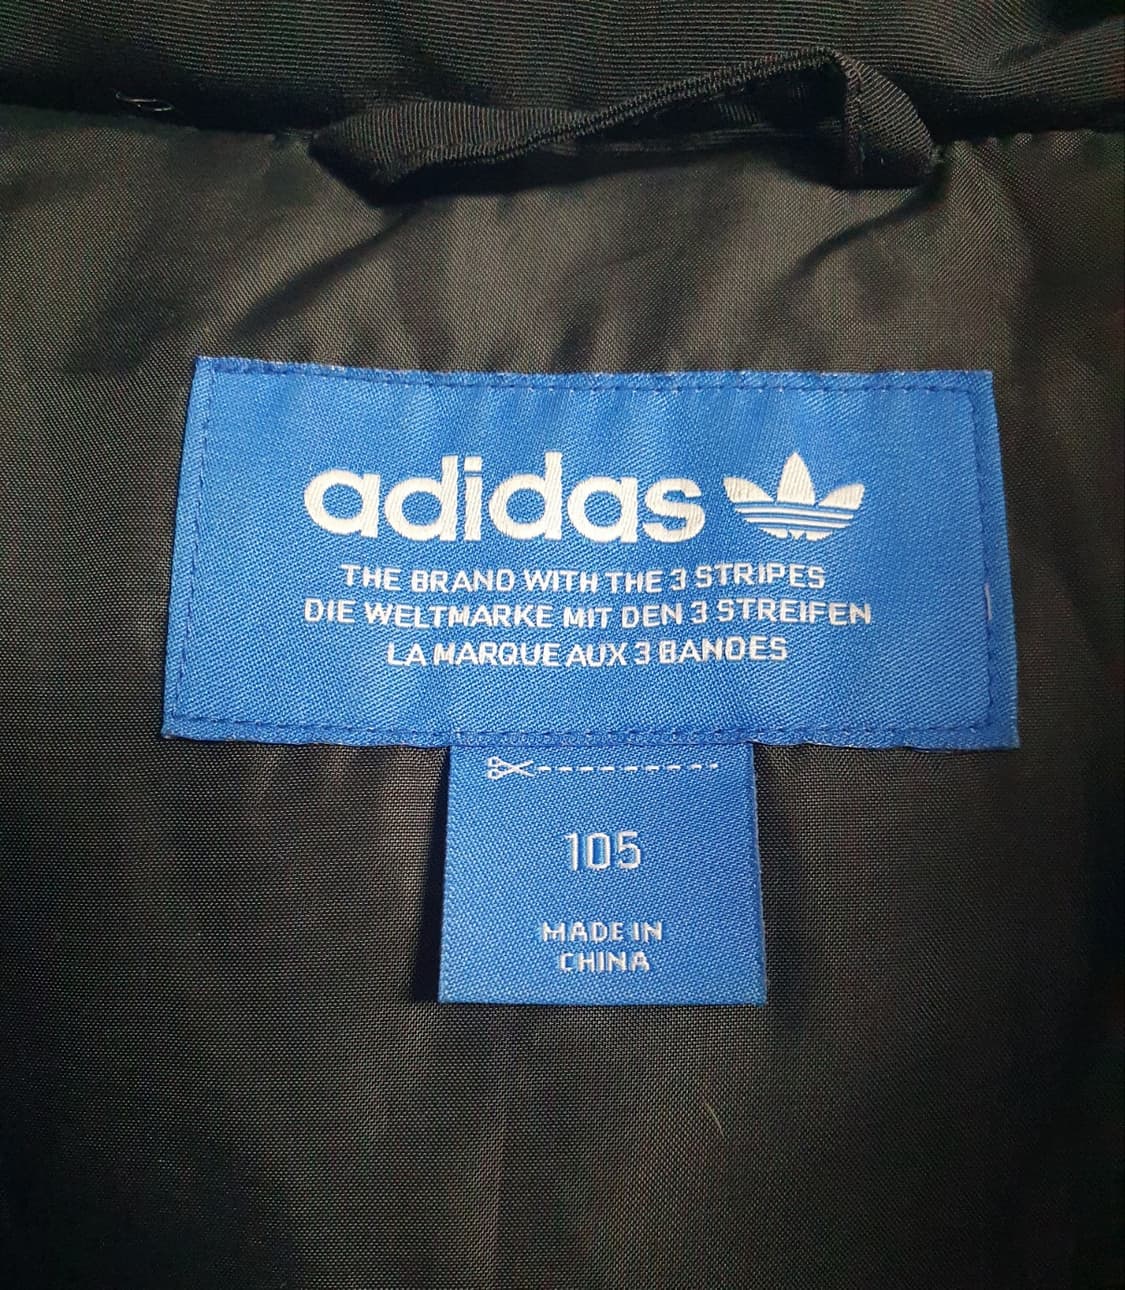 adidas
THE BRAND WITH THE 3 STRIPES
DIE WELTMARKE MIT DEN 3 STREIFEN
LA MARQUE AUX 3 BANDES
105
MADE IN
CHINA